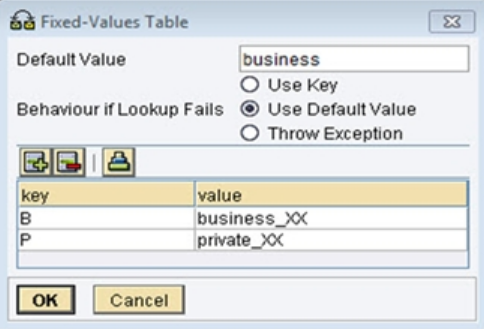 Fixed-Values Table
Default Value business
Use Key
Behaviour if Lookup Fails Use Default Value
Throw Exception
key value
B business_XX
P private_XX
OK Cancel